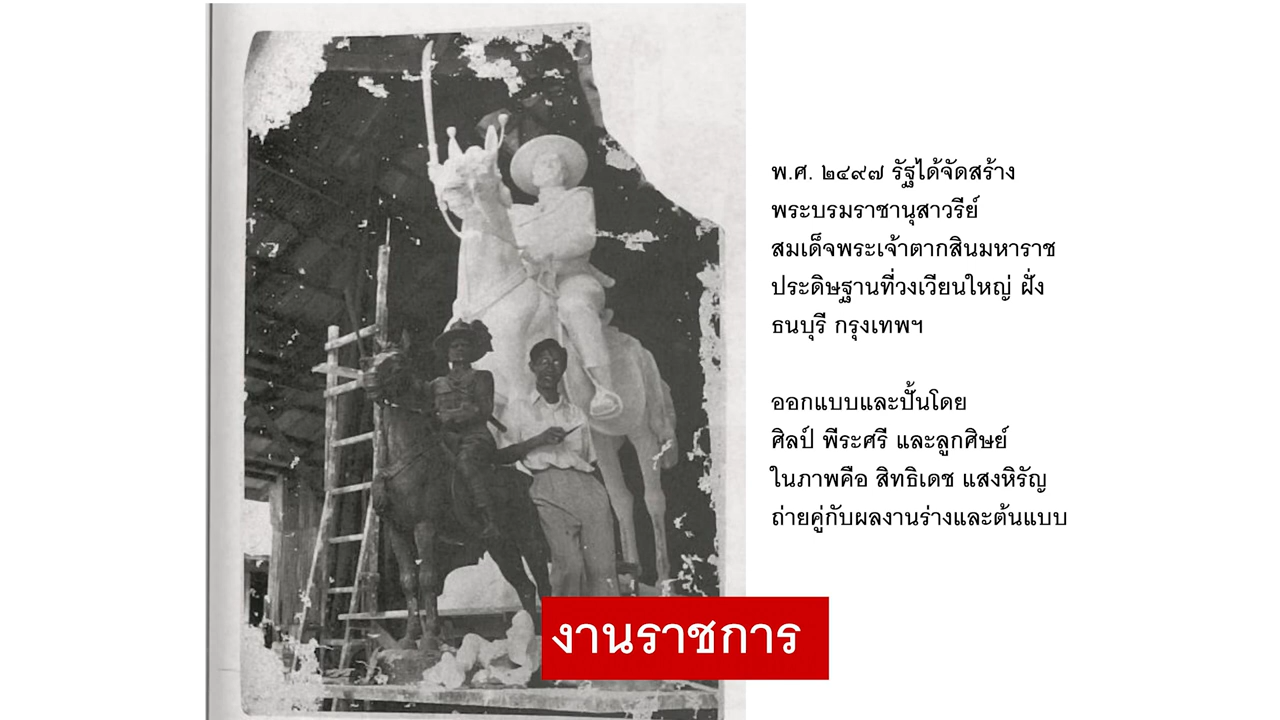 พ.ศ. ๒๔๙๗ รัฐได้จัดสร้าง
พระบรมราชานุสาวรีย์
สมเด็จพระเจ้าตากสินมหาราช
ประดิษฐานที่วงเวียนใหญ่ ฝั่ง
ธนบุรี กรุงเทพฯ
ออกแบบและปั้นโดย
ศิลป์ พีระศรี และลูกศิษย์
ในภาพคือ สิทธิเดช แสงหิรัญ
ถ่ายคู่กับผลงานร่างและต้นแบบ
งานราชการ